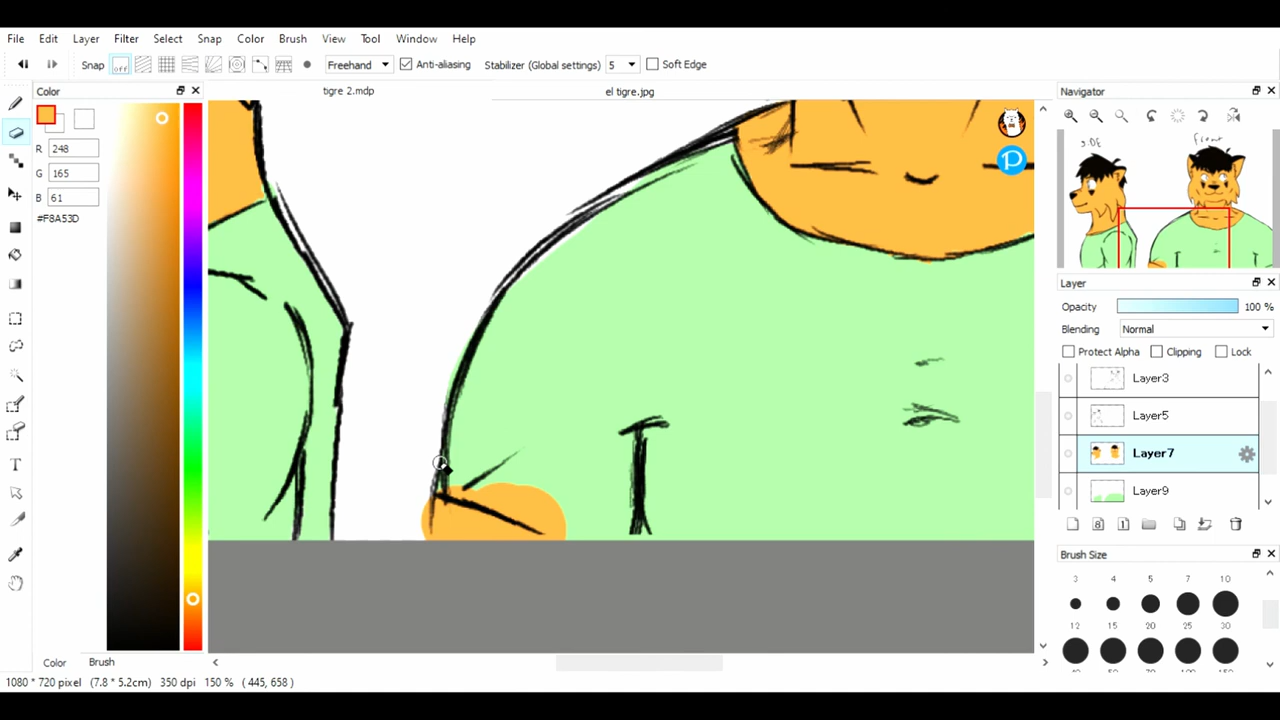 File Edit Layer Filter Select Snap Color Brush View Tool Window Help
Snap off Freehand Anti-aliasing Stabilizer (Global settings) 5 Soft Edge
Color
tigre 2.mdp
el tigre.jpg
Navigator
R 248
G 165
B 61
#F8A53D
front
Layer
Opacity 100 %
Blending Normal
Protect Alpha Clipping Lock
Layer3
Layer5
Layer7
Layer9
Brush Size
3 4 5 7 10
12 15 20 25 30
Color Brush
1080 * 720 pixel (7.8 * 5.2cm) 350 dpi 150 % ( 445, 658 )